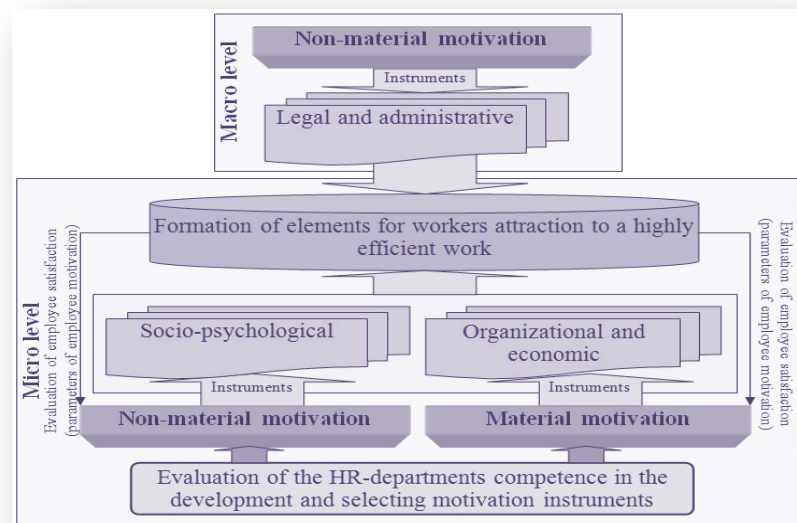 Macro level
Non-material motivation
Instruments
Legal and administrative
Micro level
Formation of elements for workers attraction to a highly
efficient work
Evaluation of employee satisfaction
(parameters of employee motivation)
Evaluation of employee satisfaction
(parameters of employee motivation)
Socio-psychological
Organizational and
economic
Instruments
Instruments
Non-material motivation
Material motivation
Evaluation of the HR-departments competence in the
development and selecting motivation instruments